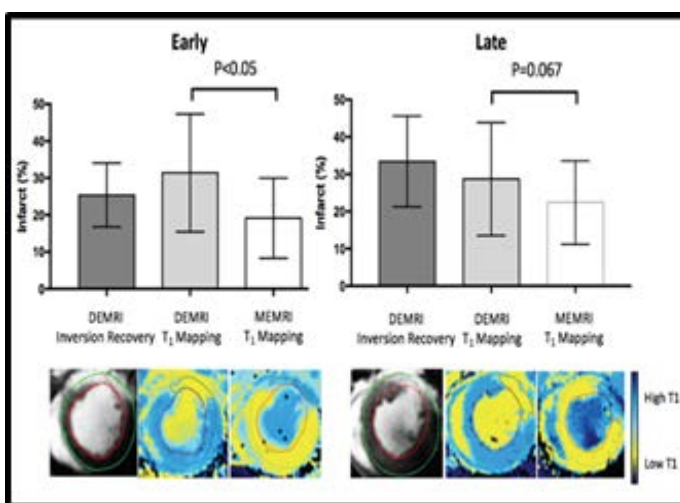 Early
Late
P<0.05
P=0.067
Infarct (%)
50
40
30
20
10
0
Infarct (%)
50
40
30
20
10
0
DEMRI
Inversion Recovery
DEMRI
T₁ Mapping
MEMRI
T₁ Mapping
DEMRI
Inversion Recovery
DEMRI
T₁ Mapping
MEMRI
T₁ Mapping
High T1
Low T1